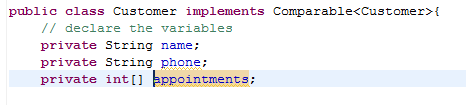 public class Customer implements Comparable<Customer>{
// declare the variables
private String name;
private String phone;
private int[] appointments;